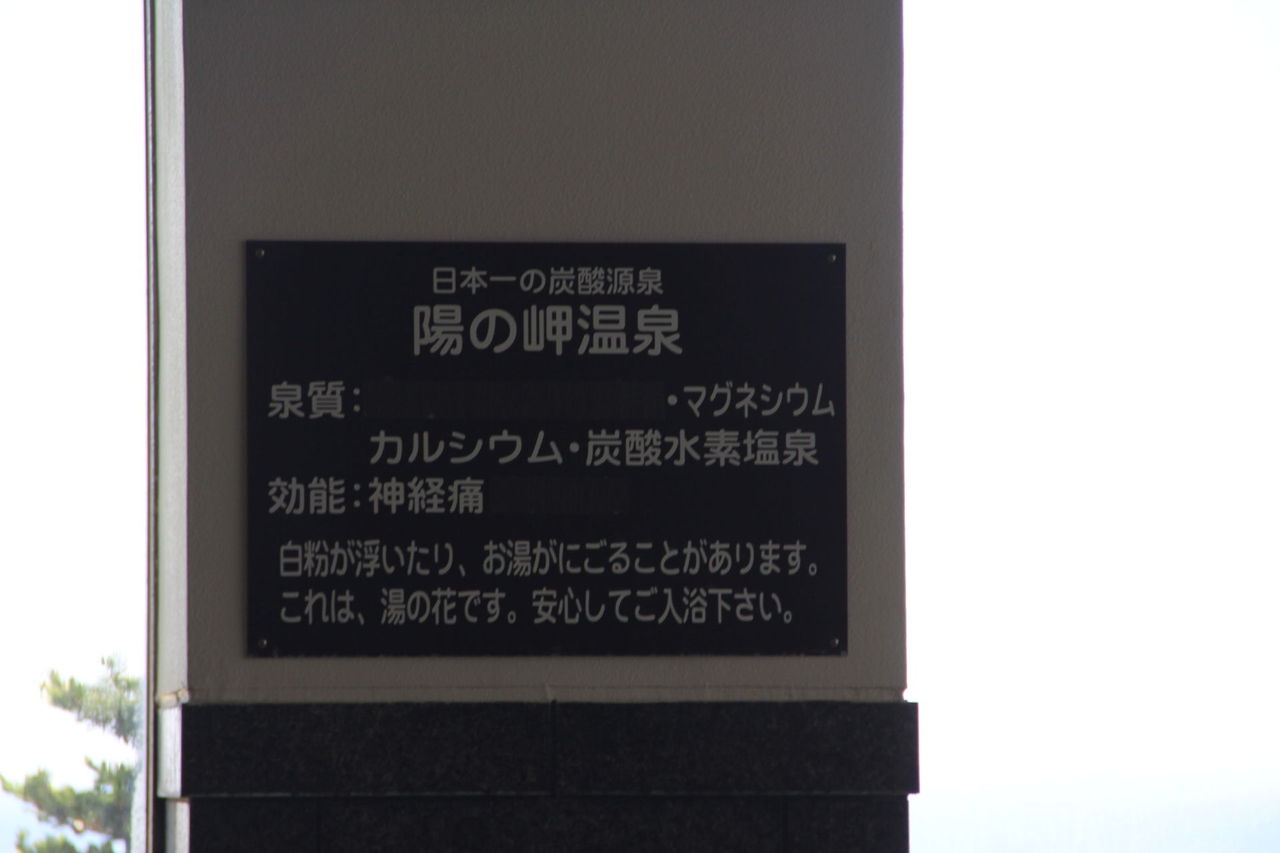 日本一の炭酸源泉
陽の岬温泉
泉質：・マグネシウム
カルシウム・炭酸水素塩泉
効能：神経痛
白粉が浮いたり、お湯がにごることがあります。
これは、湯の花です。安心してご入浴下さい。